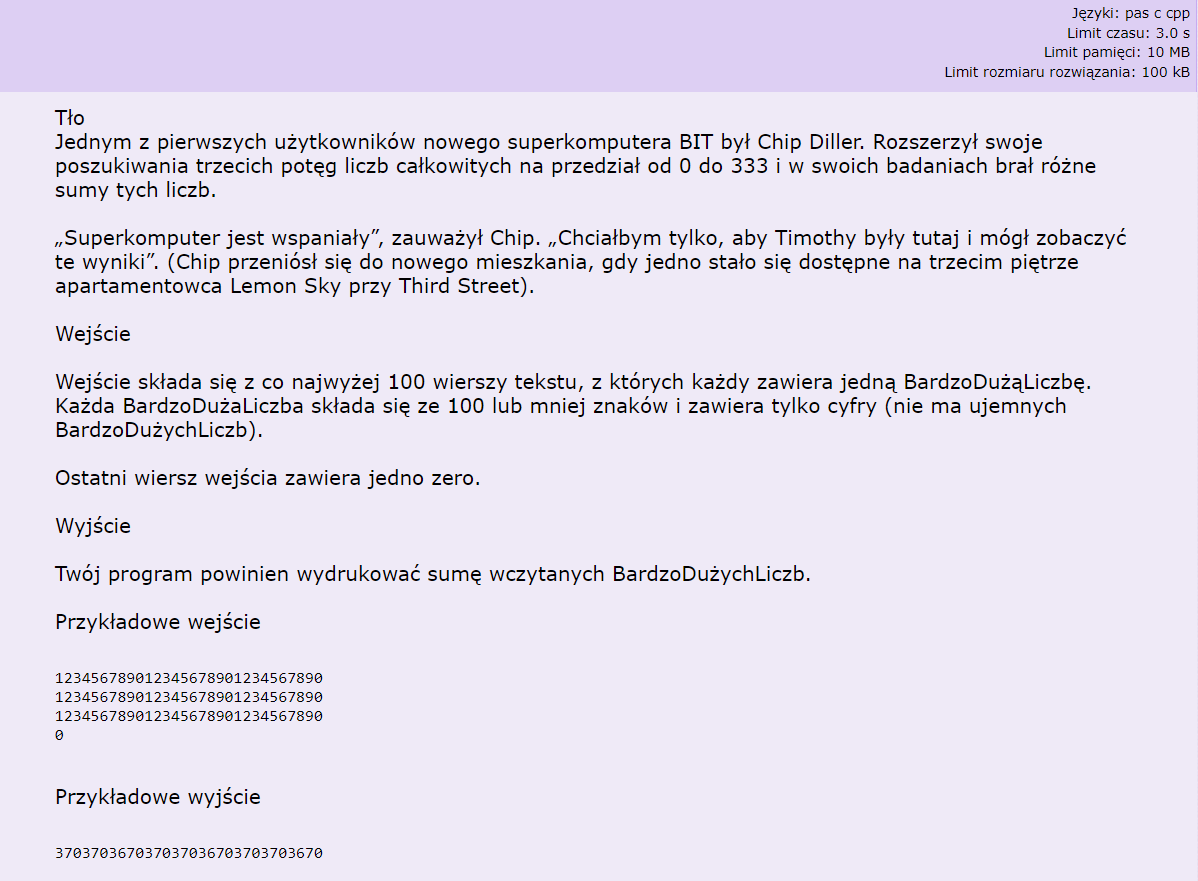 Języki: pas c cpp
Limit czasu: 3.0 s
Limit pamięci: 10 MB
Limit rozmiaru rozwiązania: 100 kB
Tło
Jednym z pierwszych użytkowników nowego superkomputera BIT był Chip Diller. Rozszerzył swoje
poszukiwania trzecich potęg liczb całkowitych na przedział od 0 do 333 i w swoich badaniach brał różne
sumy tych liczb.
„Superkomputer jest wspaniały”, zauważył Chip. „Chciałbym tylko, aby Timothy były tutaj i mógł zobaczyć
te wyniki”. (Chip przeniósł się do nowego mieszkania, gdy jedno stało się dostępne na trzecim piętrze
apartamentowca Lemon Sky przy Third Street).
Wejście
Wejście składa się z co najwyżej 100 wierszy tekstu, z których każdy zawiera jedną BardzoDużąLiczbę.
Każda BardzoDużaLiczba składa się ze 100 lub mniej znaków i zawiera tylko cyfry (nie ma ujemnych
BardzoDużychLiczb).
Ostatni wiersz wejścia zawiera jedno zero.
Wyjście
Twój program powinien wydrukować sumę wczytanych BardzoDużychLiczb.
Przykładowe wejście
123456789012345678901234567890
123456789012345678901234567890
123456789012345678901234567890
0
Przykładowe wyjście
370370367037037036703703703670